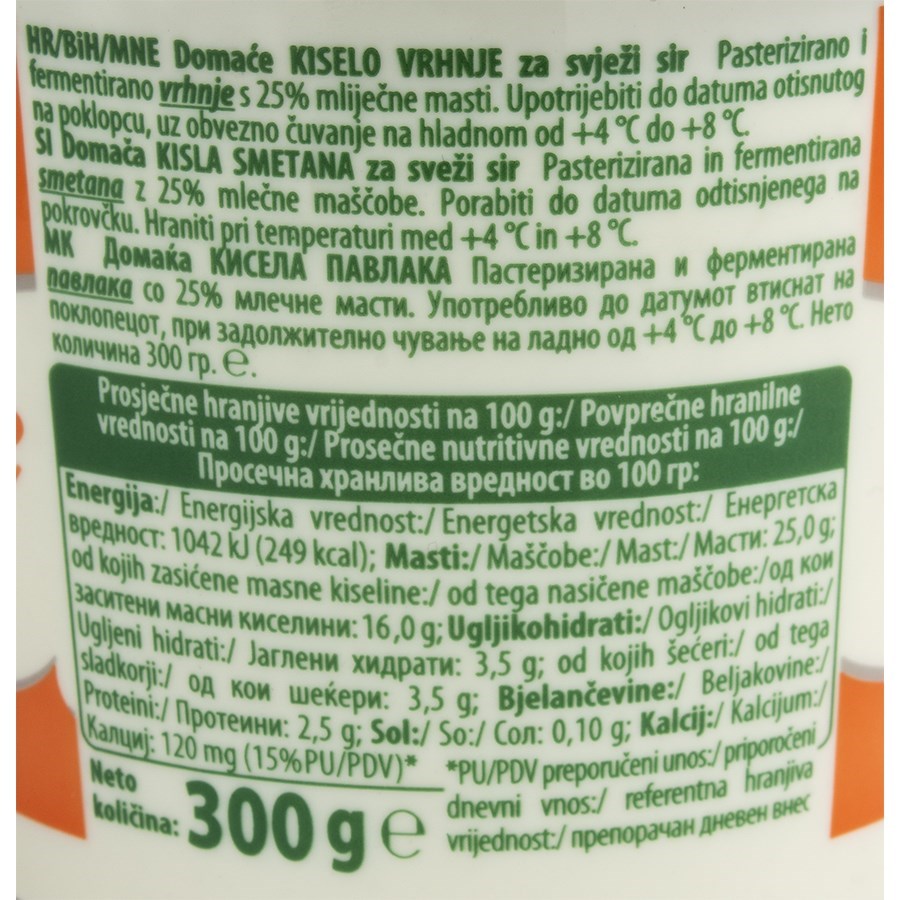 HR/BiH/MNE Domaće KISELO VRHNJE za svježi sir Pasterizirano i
fermentirano vrhnje s 25% mliječne masti. Upotrijebiti do datuma otisnutog
na poklopcu, uz obvezno čuvanje na hladnom od +4 °C do +8 °C.
SI Domača KISLA SMETANA za sveži sir Pasterizirana in fermentirana
smetana z 25% mlečne maščobe. Porabiti do datuma odtisnjenega na
pokrovčku. Hraniti pri temperaturi med +4 °C in +8 °C.
MK Домаќа КИСЕЛА ПАВЛАКА Пастеризирана и ферментирана
павлака со 25% млечне масти. Употребливо до датумот втиснат на
поклопецот, при задолжително чување на ладно од +4 °C до +8 °C. Нето
количина 300 гр. ℮.
Prosječne hranjive vrijednosti na 100 g:/ Povprečne hranilne
vrednosti na 100 g:/ Prosečne nutritivne vrednosti na 100 g:/
Просечна хранлива вредност во 100 гр:
Energija:/ Energijska vrednost:/ Energetska vrednost:/ Енергетска
вредност: 1042 kJ (249 kcal); Masti:/ Maščobe:/ Mast:/ Масти: 25,0 g;
od kojih zasićene masne kiseline:/ od tega nasičene maščobe:/од кои
заситени масни киселини: 16,0 g; Ugljikohidrati:/ Ogljikovi hidrati:/
Ugljeni hidrati:/ Јаглени хидрати: 3,5 g; od kojih šećeri:/ od tega
sladkorji:/ од кои шеќери: 3,5 g; Bjelančevine:/ Beljakovine:/
Proteini:/ Протеини: 2,5 g; Sol:/ So:/ Сол: 0,10 g; Kalcij:/ Kalcijum:/
Калциј: 120 mg (15%PU/PDV)* *PU/PDV preporučeni unos:/ priporočeni
dnevni vnos:/ referentna hranjiva
vrijednost:/ препорачан дневен внес
Neto
količina: 300 g ℮